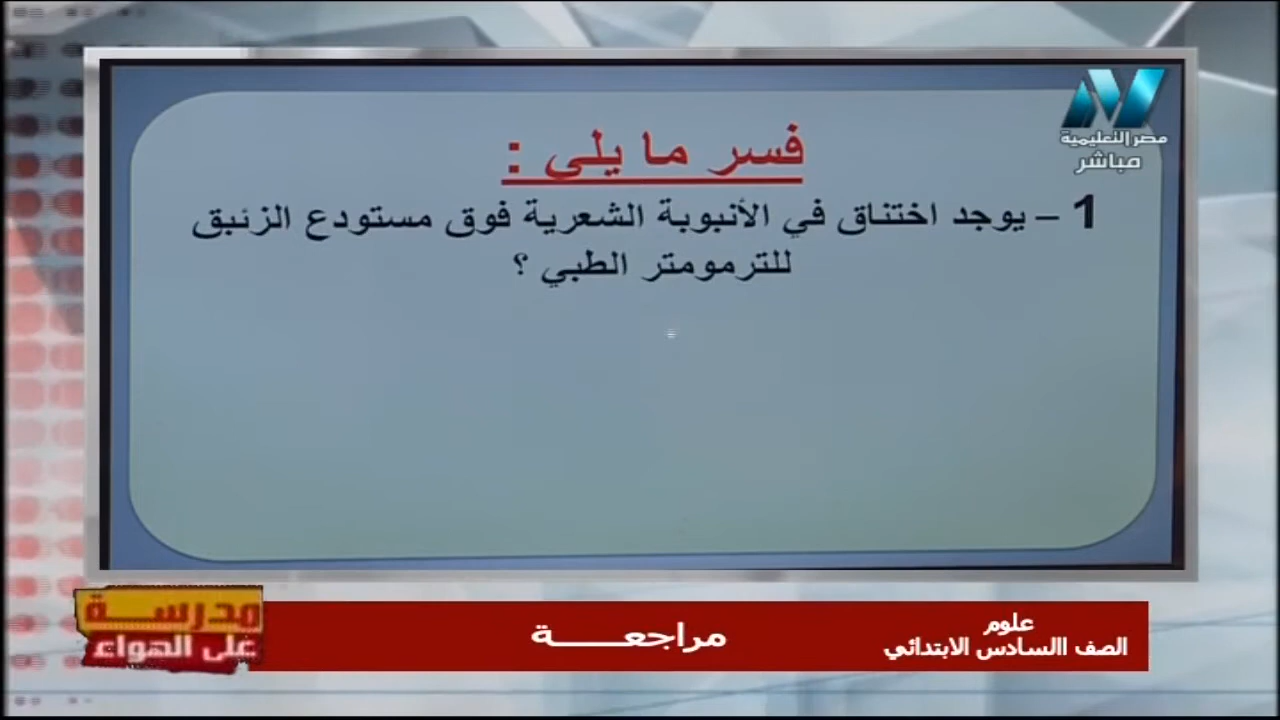 مصر التعليمية
مباشر
فسر ما يلي :
1 – يوجد اختناق في الأنبوبة الشعرية فوق مستودع الزئبق
للترمومتر الطبي ؟
مدرسة
على الهواء
مراجعـــــة
علوم
الصف االسادس الابتدائي